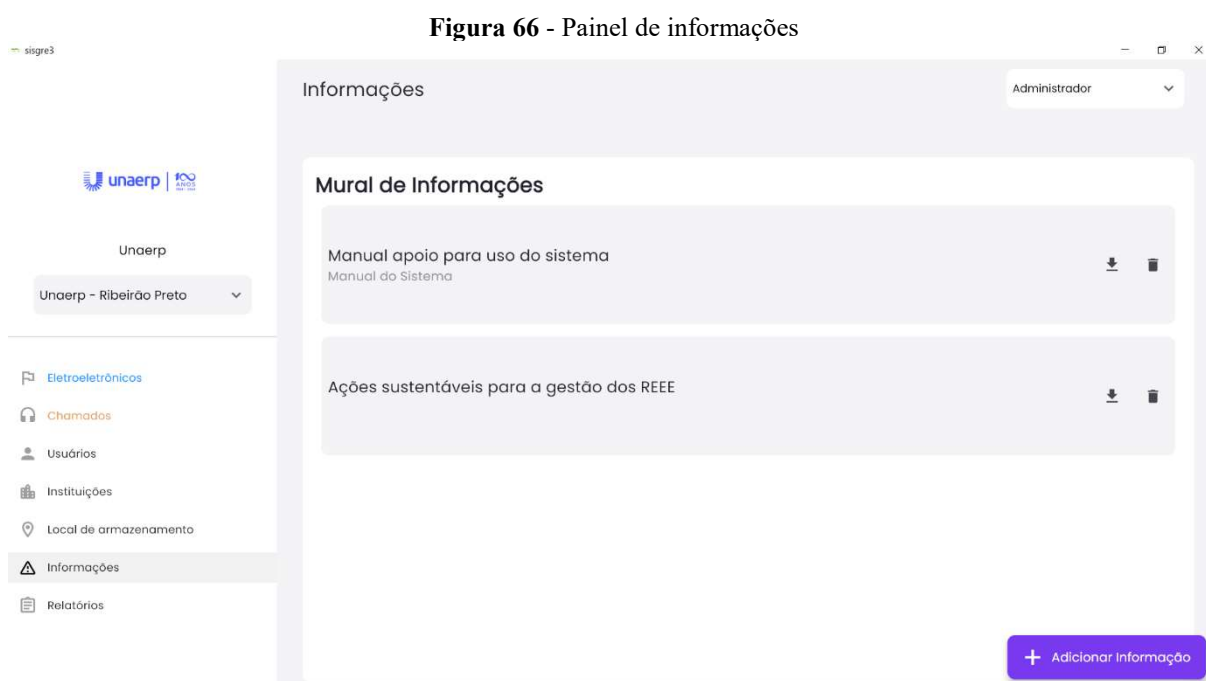 Figura 66 - Painel de informações
sisgre3
Informações
Administrador
unaerp | 100
ANOS
Unaerp
Unaerp - Ribeirão Preto
Eletroeletrônicos
Chamados
Usuários
Instituições
Local de armazenamento
Informações
Relatórios
Mural de Informações
Manual apoio para uso do sistema
Manual do Sistema
Ações sustentáveis para a gestão dos REEE
+ Adicionar Informação